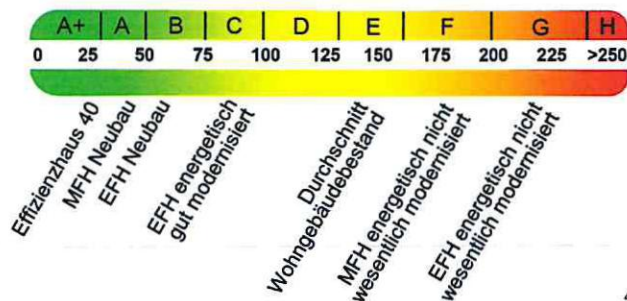 A+ A B C D E F G H
0 25 50 75 100 125 150 175 200 225 >250
Effizienzhaus 40
MFH Neubau
EFH Neubau
EFH energetisch
gut modernisiert
Durchschnitt
Wohngebäudebestand
MFH energetisch nicht
wesentlich modernisiert
EFH energetisch nicht
wesentlich modernisiert